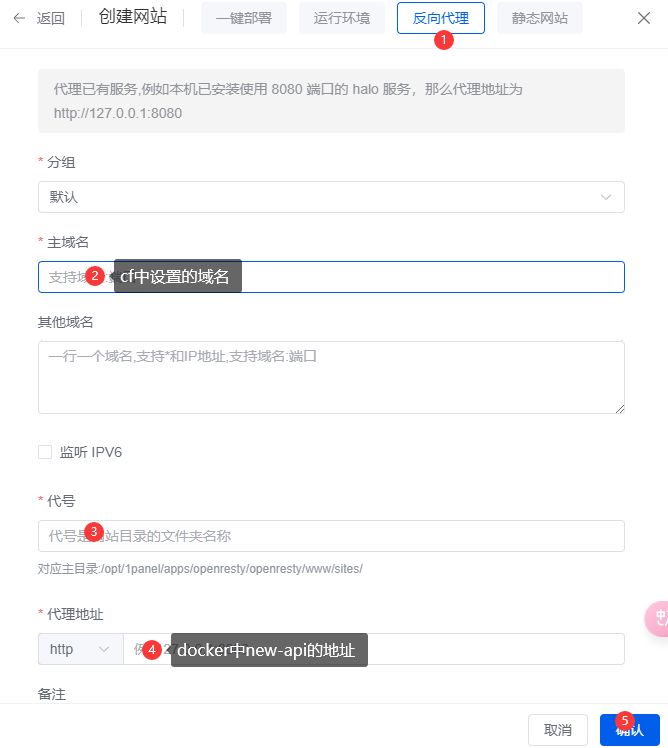 返回
创建网站
一键部署
运行环境
反向代理
静态网站
1
代理已有服务,例如本机已安装使用 8080 端口的 halo 服务，那么代理地址为
http://127.0.0.1:8080
* 分组
默认
* 主域名
支持域
2
cf中设置的域名
其他域名
一行一个域名,支持*和IP地址,支持域名:端口
监听 IPV6
* 代号
代号是
3
站目录的文件夹名称
对应主目录:/opt/1panel/apps/openresty/openresty/www/sites/
* 代理地址
http
4
docker中new-api的地址
备注
5
取消
确认